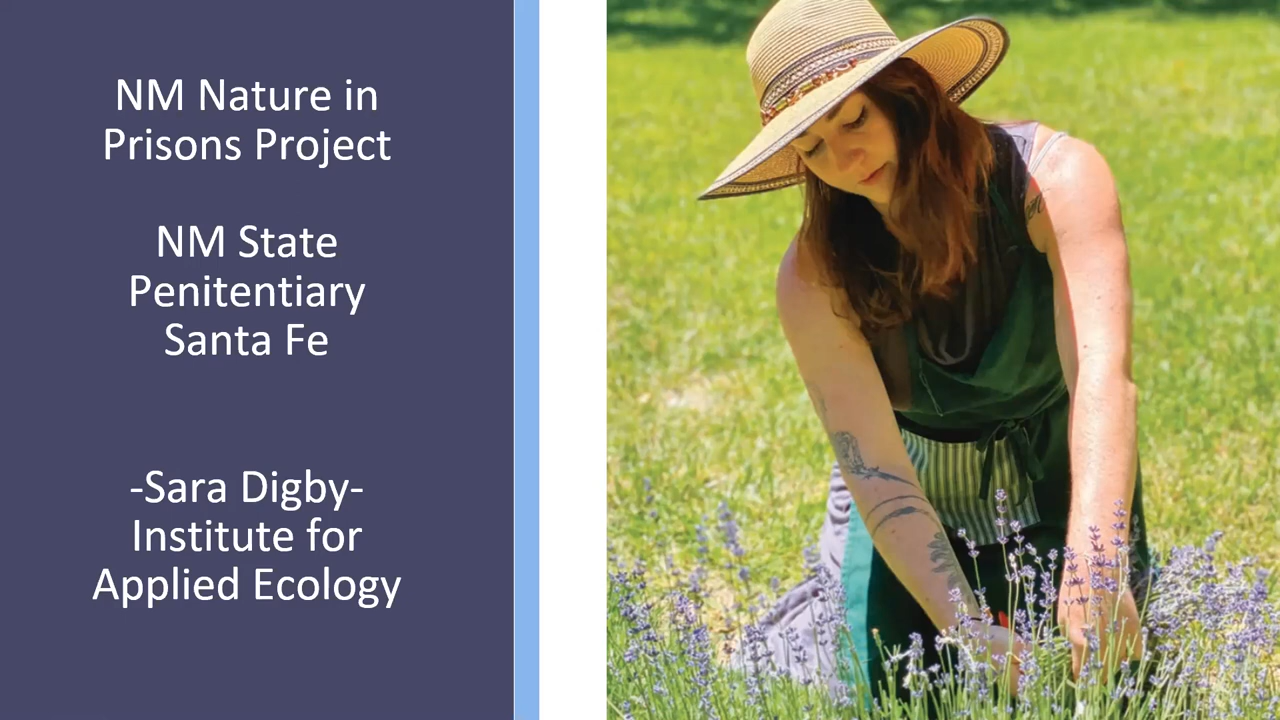 NM Nature in
Prisons Project
NM State
Penitentiary
Santa Fe
-Sara Digby-
Institute for
Applied Ecology